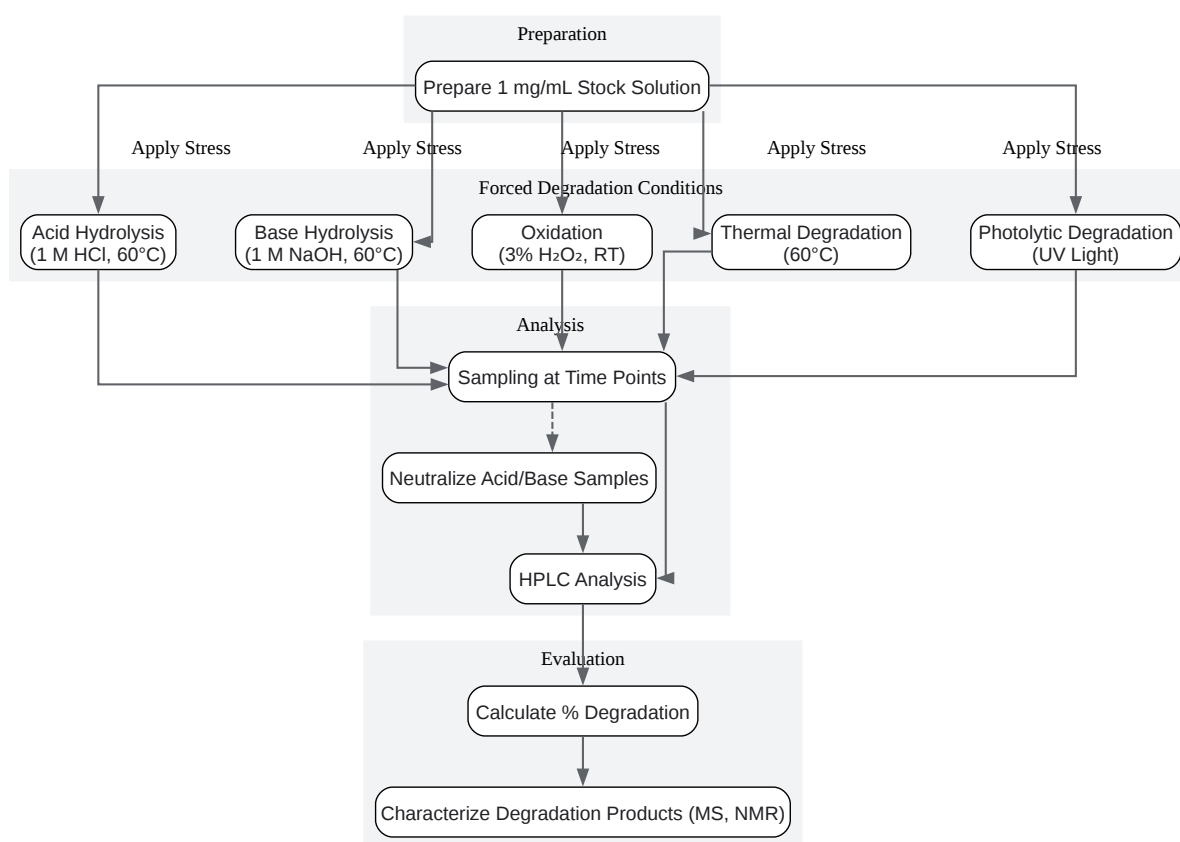 Preparation
Prepare 1 mg/mL Stock Solution
Apply Stress
Apply Stress
Apply Stress
Apply Stress
Apply Stress
Forced Degradation Conditions
Acid Hydrolysis
(1 M HCl, 60°C)
Base Hydrolysis
(1 M NaOH, 60°C)
Oxidation
(3% H₂O₂, RT)
Thermal Degradation
(60°C)
Photolytic Degradation
(UV Light)
Analysis
Sampling at Time Points
Neutralize Acid/Base Samples
HPLC Analysis
Evaluation
Calculate % Degradation
Characterize Degradation Products (MS, NMR)